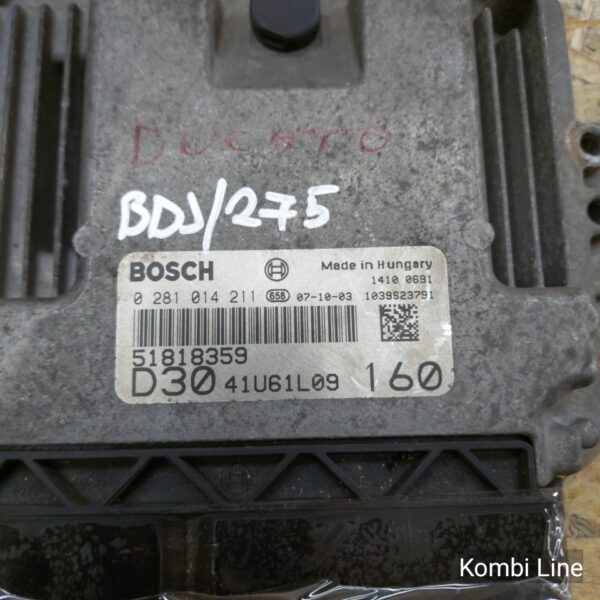 DUCATO
BDJ/275
BOSCH Made in Hungary
1410 0691
0 281 014 211 658 07-10-03 1039S23791
51818359
D30 41U61L09 160
Kombi Line